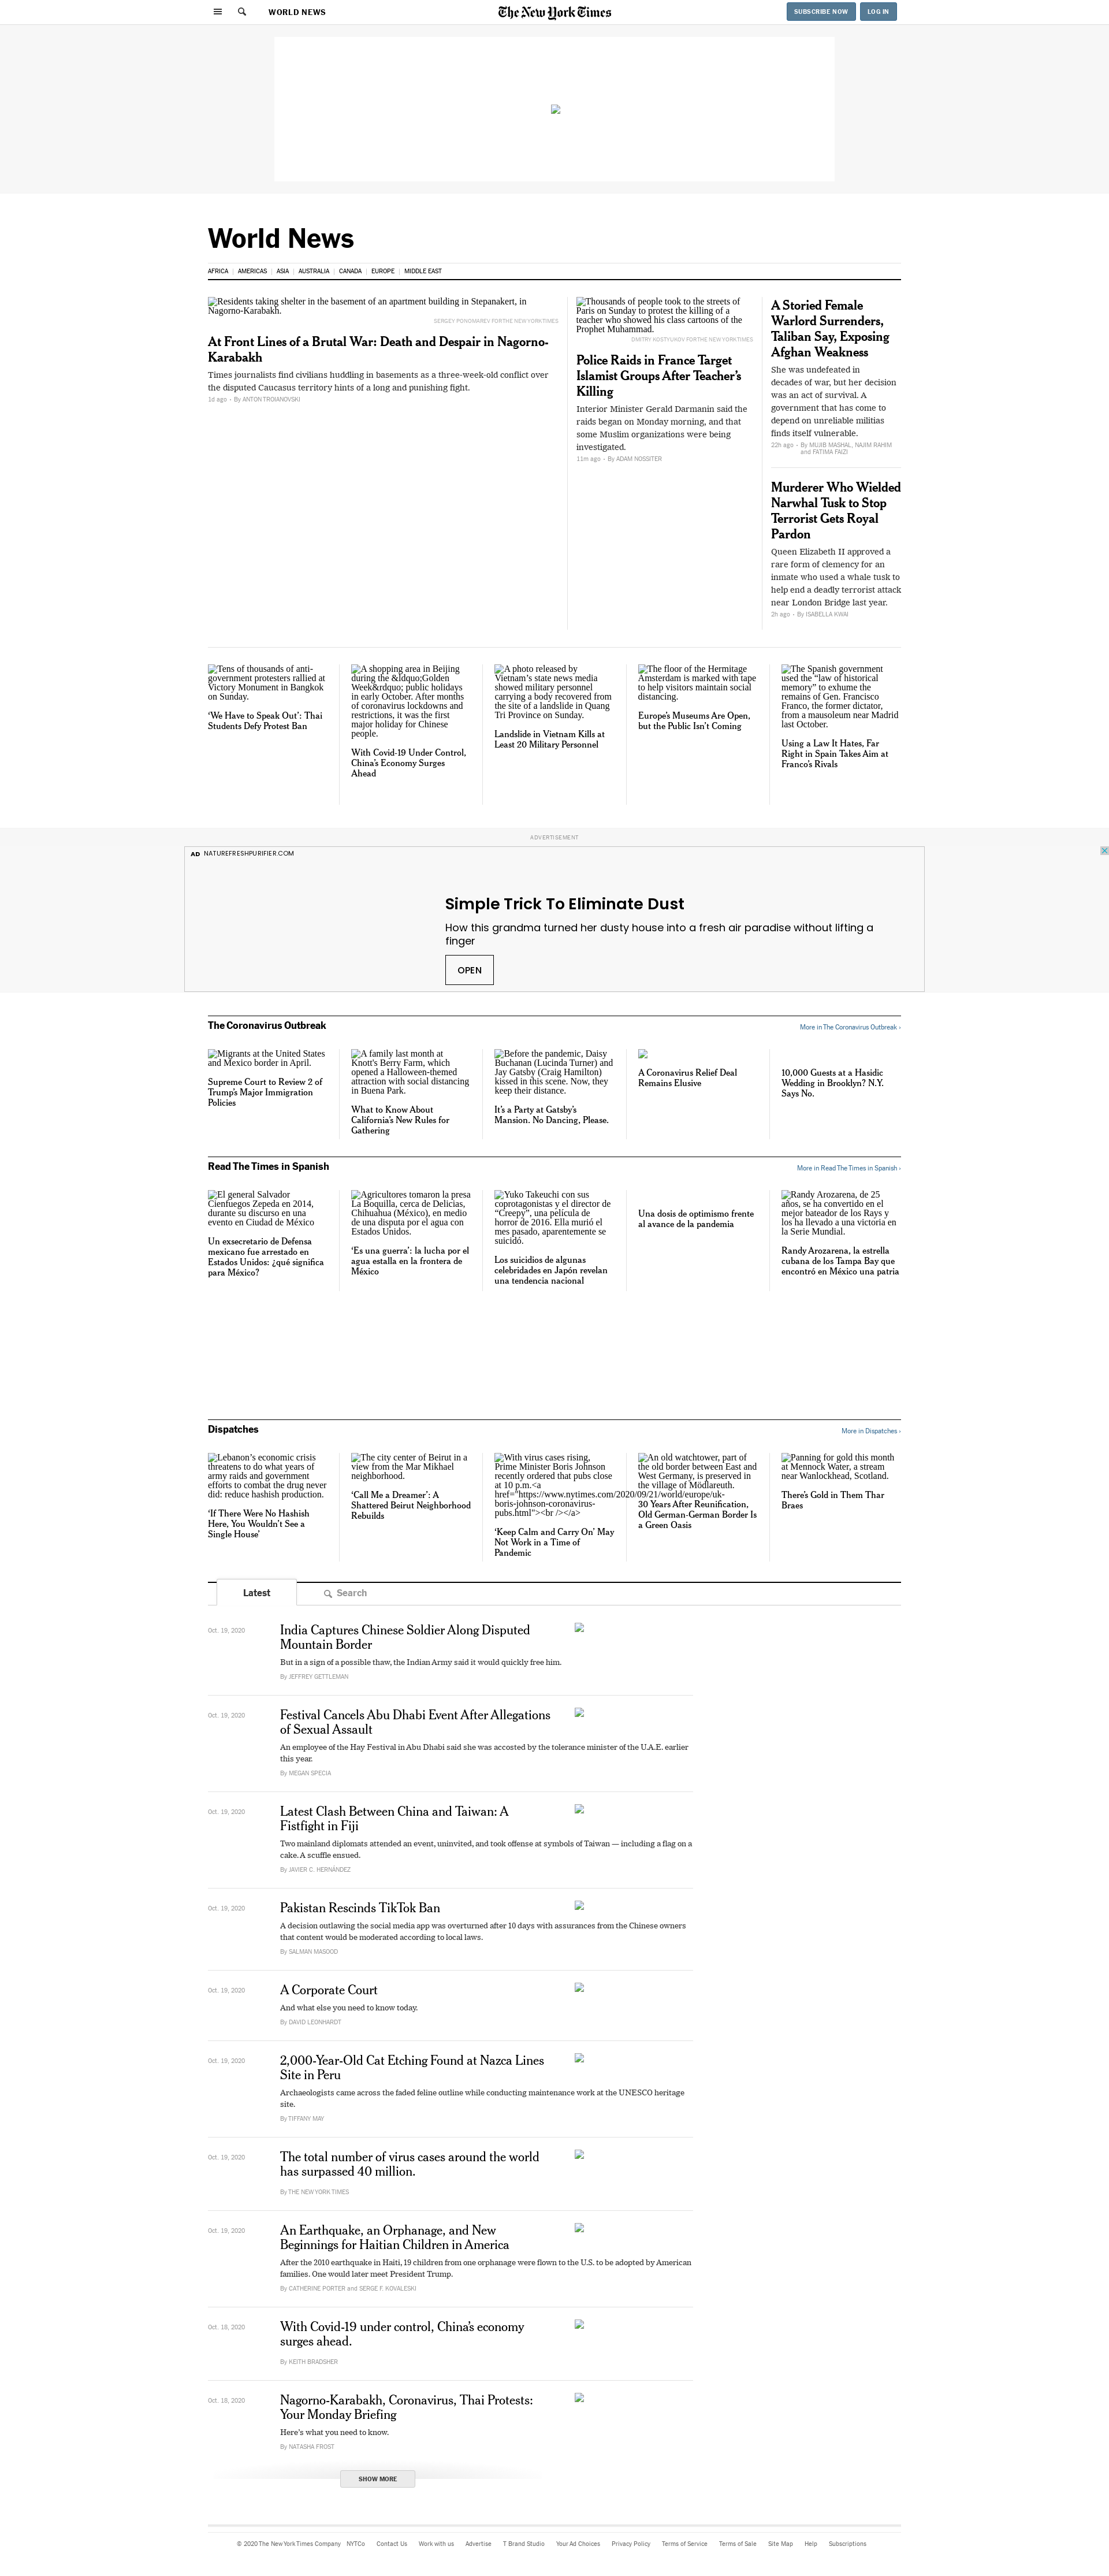 WORLD NEWS
The New York Times
SUBSCRIBE NOW
LOG IN
World News
AFRICA
AMERICAS
ASIA
AUSTRALIA
CANADA
EUROPE
MIDDLE EAST
Residents taking shelter in the basement of an apartment building in Stepanakert, in
Nagorno-Karabakh.
SERGEY PONOMAREV FOR THE NEW YORK TIMES
At Front Lines of a Brutal War: Death and Despair in Nagorno-
Karabakh
Times journalists find civilians huddling in basements as a three-week-old conflict over
the disputed Caucasus territory hints of a long and punishing fight.
1d ago - By ANTON TROIANOVSKI
Thousands of people took to the streets of
Paris on Sunday to protest the killing of a
teacher who showed his class cartoons of the
Prophet Muhammad.
DMITRY KOSTYUKOV FOR THE NEW YORK TIMES
Police Raids in France Target
Islamist Groups After Teacher’s
Killing
Interior Minister Gerald Darmanin said the
raids began on Monday morning, and that
some Muslim organizations were being
investigated.
11m ago - By ADAM NOSSITER
A Storied Female
Warlord Surrenders,
Taliban Say, Exposing
Afghan Weakness
She was undefeated in
decades of war, but her decision
was an act of survival. A
government that has come to
depend on unreliable militias
finds itself vulnerable.
22h ago - By MUJIB MASHAL, NAJIM RAHIM
and FATIMA FAIZI
Murderer Who Wielded
Narwhal Tusk to Stop
Terrorist Gets Royal
Pardon
Queen Elizabeth II approved a
rare form of clemency for an
inmate who used a whale tusk to
help end a deadly terrorist attack
near London Bridge last year.
2h ago - By ISABELLA KWAI
Tens of thousands of anti-
government protesters rallied at
Victory Monument in Bangkok
on Sunday.
‘We Have to Speak Out’: Thai
Students Defy Protest Ban
A shopping area in Beijing
during the &ldquo;Golden
Week&rdquo; public holidays
in early October. After months
of coronavirus lockdowns and
restrictions, it was the first
major holiday for Chinese
people.
With Covid-19 Under Control,
China’s Economy Surges
Ahead
A photo released by
Vietnam’s state news media
showed military personnel
carrying a body recovered from
the site of a landslide in Quang
Tri Province on Sunday.
Landslide in Vietnam Kills at
Least 20 Military Personnel
The floor of the Hermitage
Amsterdam is marked with tape
to help visitors maintain social
distancing.
Europe’s Museums Are Open,
but the Public Isn’t Coming
The Spanish government
used the “law of historical
memory” to exhume the
remains of Gen. Francisco
Franco, the former dictator,
from a mausoleum near Madrid
last October.
Using a Law It Hates, Far
Right in Spain Takes Aim at
Franco’s Rivals
ADVERTISEMENT
AD NATUREFRESHPURIFIER.COM
Simple Trick To Eliminate Dust
How this grandma turned her dusty house into a fresh air paradise without lifting a
finger
OPEN
The Coronavirus Outbreak
More in The Coronavirus Outbreak ›
Migrants at the United States
and Mexico border in April.
Supreme Court to Review 2 of
Trump’s Major Immigration
Policies
A family last month at
Knott's Berry Farm, which
opened a Halloween-themed
attraction with social distancing
in Buena Park.
What to Know About
California’s New Rules for
Gathering
Before the pandemic, Daisy
Buchanan (Lucinda Turner) and
Jay Gatsby (Craig Hamilton)
kissed in this scene. Now, they
keep their distance.
It’s a Party at Gatsby’s
Mansion. No Dancing, Please.
A Coronavirus Relief Deal
Remains Elusive
10,000 Guests at a Hasidic
Wedding in Brooklyn? N.Y.
Says No.
Read The Times in Spanish
More in Read The Times in Spanish ›
El general Salvador
Cienfuegos Zepeda en 2014,
durante su discurso en un
evento en Ciudad de México
Un exsecretario de Defensa
mexicano fue arrestado en
Estados Unidos: ¿qué significa
para México?
Agricultores tomaron la presa
La Boquilla, cerca de Delicias,
Chihuahua (México), en medio
de una disputa por el agua con
Estados Unidos.
‘Es una guerra’: la lucha por el
agua estalla en la frontera de
México
Yuko Takeuchi con sus
coprotagonistas y el director de
“Creepy”, una película de
horror de 2016. Ella murió el
mes pasado, aparentemente se
suicidó.
Los suicidios de algunas
celebridades en Japón revelan
una tendencia nacional
Una dosis de optimismo frente
al avance de la pandemia
Randy Arozarena, de 25
años, se ha convertido en el
mejor bateador de los Rays y
los ha llevado a una victoria en
la Serie Mundial.
Randy Arozarena, la estrella
cubana de los Tampa Bay que
encontró en México una patria
Dispatches
More in Dispatches ›
Lebanon’s economic crisis
threatens to do what years of
army raids and government
efforts to combat the drug never
did: reduce hashish production.
‘If There Were No Hashish
Here, You Wouldn’t See a
Single House’
The city center of Beirut in a
view from the Mar Mikhael
neighborhood.
‘Call Me a Dreamer’: A
Shattered Beirut Neighborhood
Rebuilds
With virus cases rising,
Prime Minister Boris Johnson
recently ordered that pubs close
at 10 p.m.<a
href="https://www.nytimes.com/2020/09/21/world/europe/uk-
boris-johnson-coronavirus-
pubs.html"><br /></a>
‘Keep Calm and Carry On’ May
Not Work in a Time of
Pandemic
An old watchtower, part of
the old border between East and
West Germany, is preserved in
the village of Mödlareuth.
30 Years After Reunification,
Old German-German Border Is
a Green Oasis
Panning for gold this month
at Mennock Water, a stream
near Wanlockhead, Scotland.
There’s Gold in Them Thar
Braes
Latest
Search
Oct. 19, 2020
India Captures Chinese Soldier Along Disputed
Mountain Border
But in a sign of a possible thaw, the Indian Army said it would quickly free him.
By JEFFREY GETTLEMAN
Oct. 19, 2020
Festival Cancels Abu Dhabi Event After Allegations
of Sexual Assault
An employee of the Hay Festival in Abu Dhabi said she was accosted by the tolerance minister of the U.A.E. earlier
this year.
By MEGAN SPECIA
Oct. 19, 2020
Latest Clash Between China and Taiwan: A
Fistfight in Fiji
Two mainland diplomats attended an event, uninvited, and took offense at symbols of Taiwan — including a flag on a
cake. A scuffle ensued.
By JAVIER C. HERNÁNDEZ
Oct. 19, 2020
Pakistan Rescinds TikTok Ban
A decision outlawing the social media app was overturned after 10 days with assurances from the Chinese owners
that content would be moderated according to local laws.
By SALMAN MASOOD
Oct. 19, 2020
A Corporate Court
And what else you need to know today.
By DAVID LEONHARDT
Oct. 19, 2020
2,000-Year-Old Cat Etching Found at Nazca Lines
Site in Peru
Archaeologists came across the faded feline outline while conducting maintenance work at the UNESCO heritage
site.
By TIFFANY MAY
Oct. 19, 2020
The total number of virus cases around the world
has surpassed 40 million.
By THE NEW YORK TIMES
Oct. 19, 2020
An Earthquake, an Orphanage, and New
Beginnings for Haitian Children in America
After the 2010 earthquake in Haiti, 19 children from one orphanage were flown to the U.S. to be adopted by American
families. One would later meet President Trump.
By CATHERINE PORTER and SERGE F. KOVALESKI
Oct. 18, 2020
With Covid-19 under control, China’s economy
surges ahead.
By KEITH BRADSHER
Oct. 18, 2020
Nagorno-Karabakh, Coronavirus, Thai Protests:
Your Monday Briefing
Here’s what you need to know.
By NATASHA FROST
SHOW MORE
© 2020 The New York Times Company NYTCo Contact Us Work with us Advertise T Brand Studio Your Ad Choices Privacy Policy Terms of Service Terms of Sale Site Map Help Subscriptions